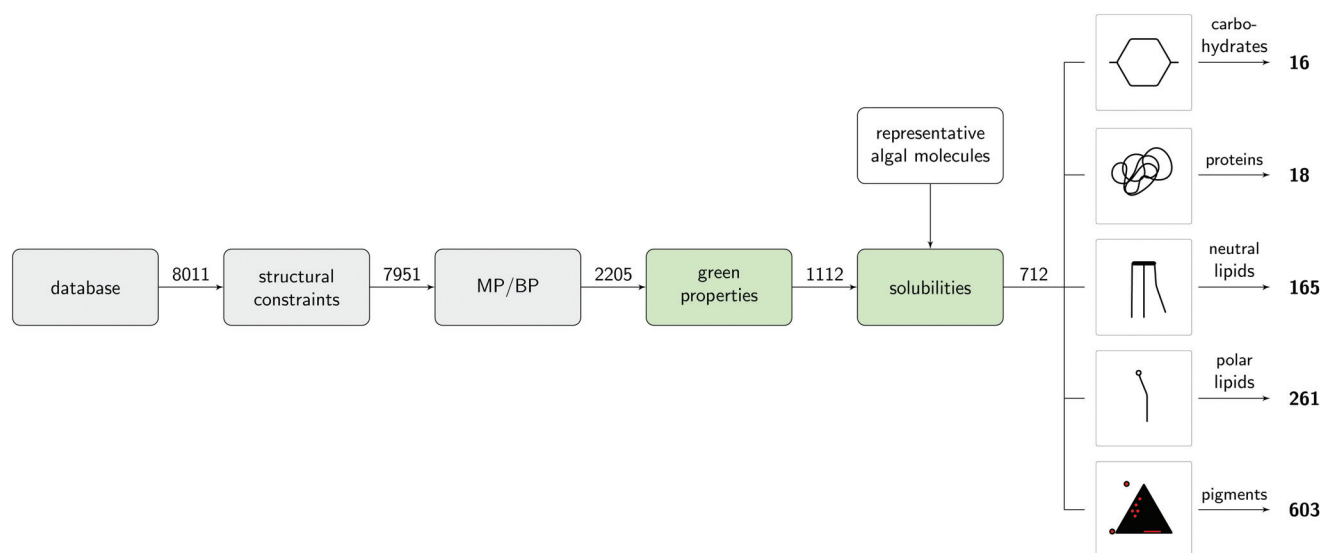 database
8011
structural
constraints
7951
MP/BP
2205
green
properties
1112
representative
algal molecules
solubilities
712
carbo-
hydrates
16
proteins
18
neutral
lipids
165
polar
lipids
261
pigments
603